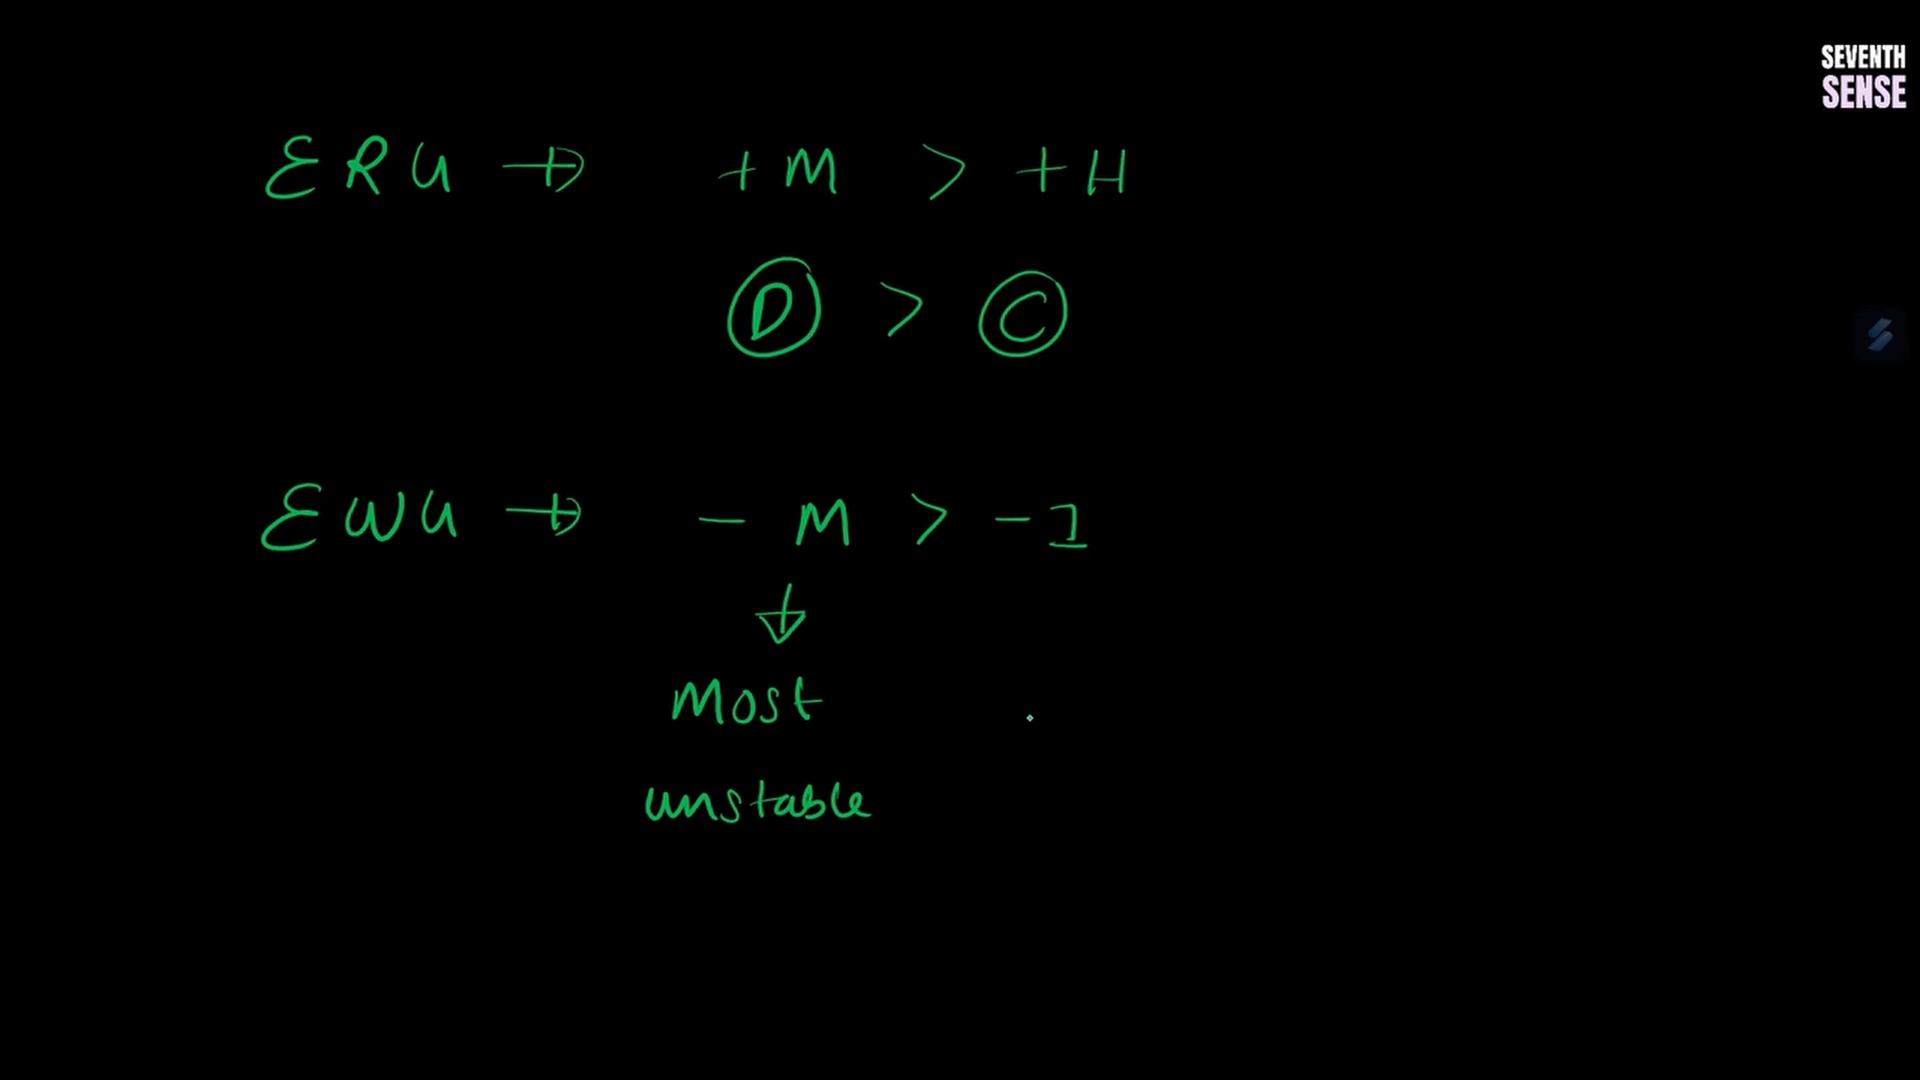 SEVENTH
SENSE
ERG → +M > +H
D > C
EWG → - M > - I
↓
Most
unstable